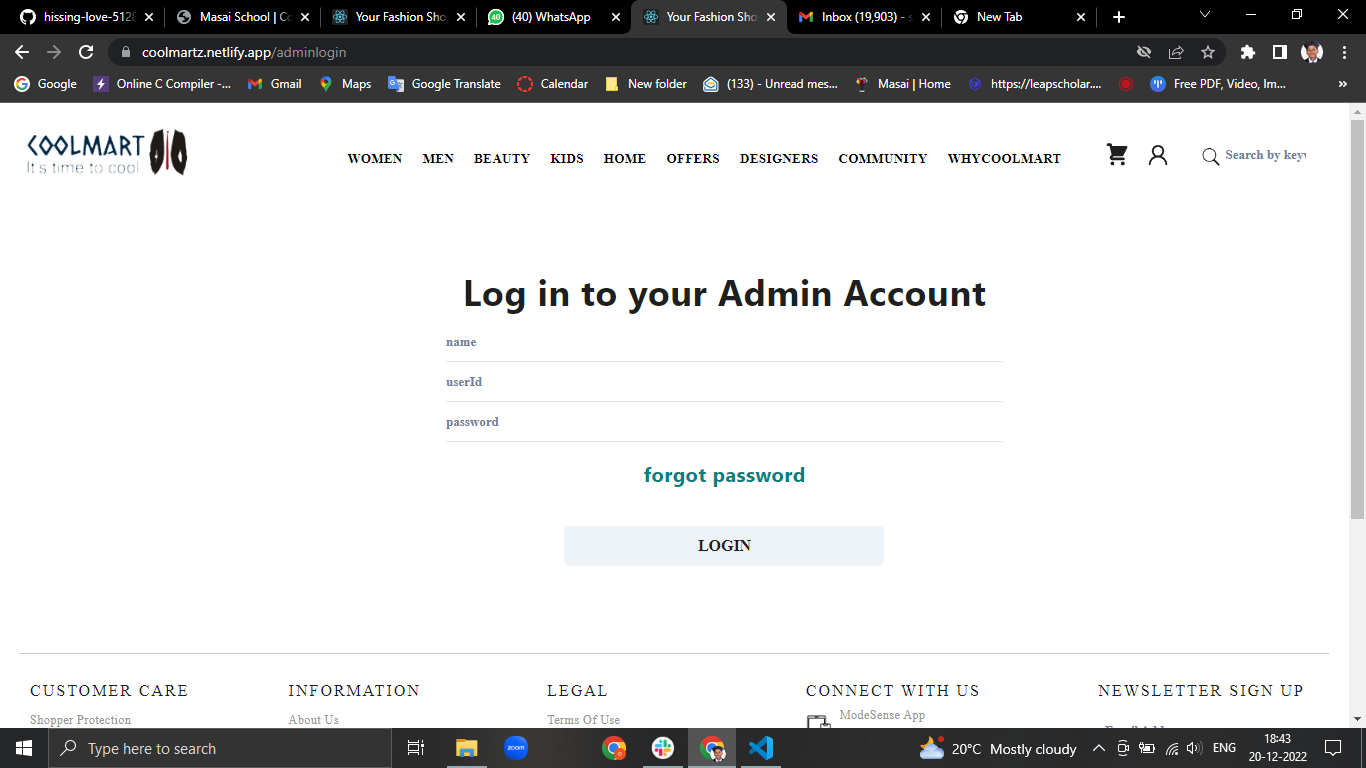 hissing-love-5128
Masai School | Co
Your Fashion Sho
(40) WhatsApp
Your Fashion Sho
Inbox (19,903) - s
New Tab
coolmartz.netlify.app/adminlogin
Google
Online C Compiler -...
Gmail
Maps
Google Translate
Calendar
New folder
(133) - Unread mes...
Masai | Home
https://leapscholar....
Free PDF, Video, Im...
»
COOLMART
It's time to cool.
WOMEN
MEN
BEAUTY
KIDS
HOME
OFFERS
DESIGNERS
COMMUNITY
WHYCOOLMART
Search by keyw
Log in to your Admin Account
name
userId
password
forgot password
LOGIN
CUSTOMER CARE
INFORMATION
LEGAL
CONNECT WITH US
NEWSLETTER SIGN UP
Shopper Protection
About Us
Terms Of Use
ModeSense App
Type here to search
zoom
20°C Mostly cloudy
ENG
18:43
20-12-2022